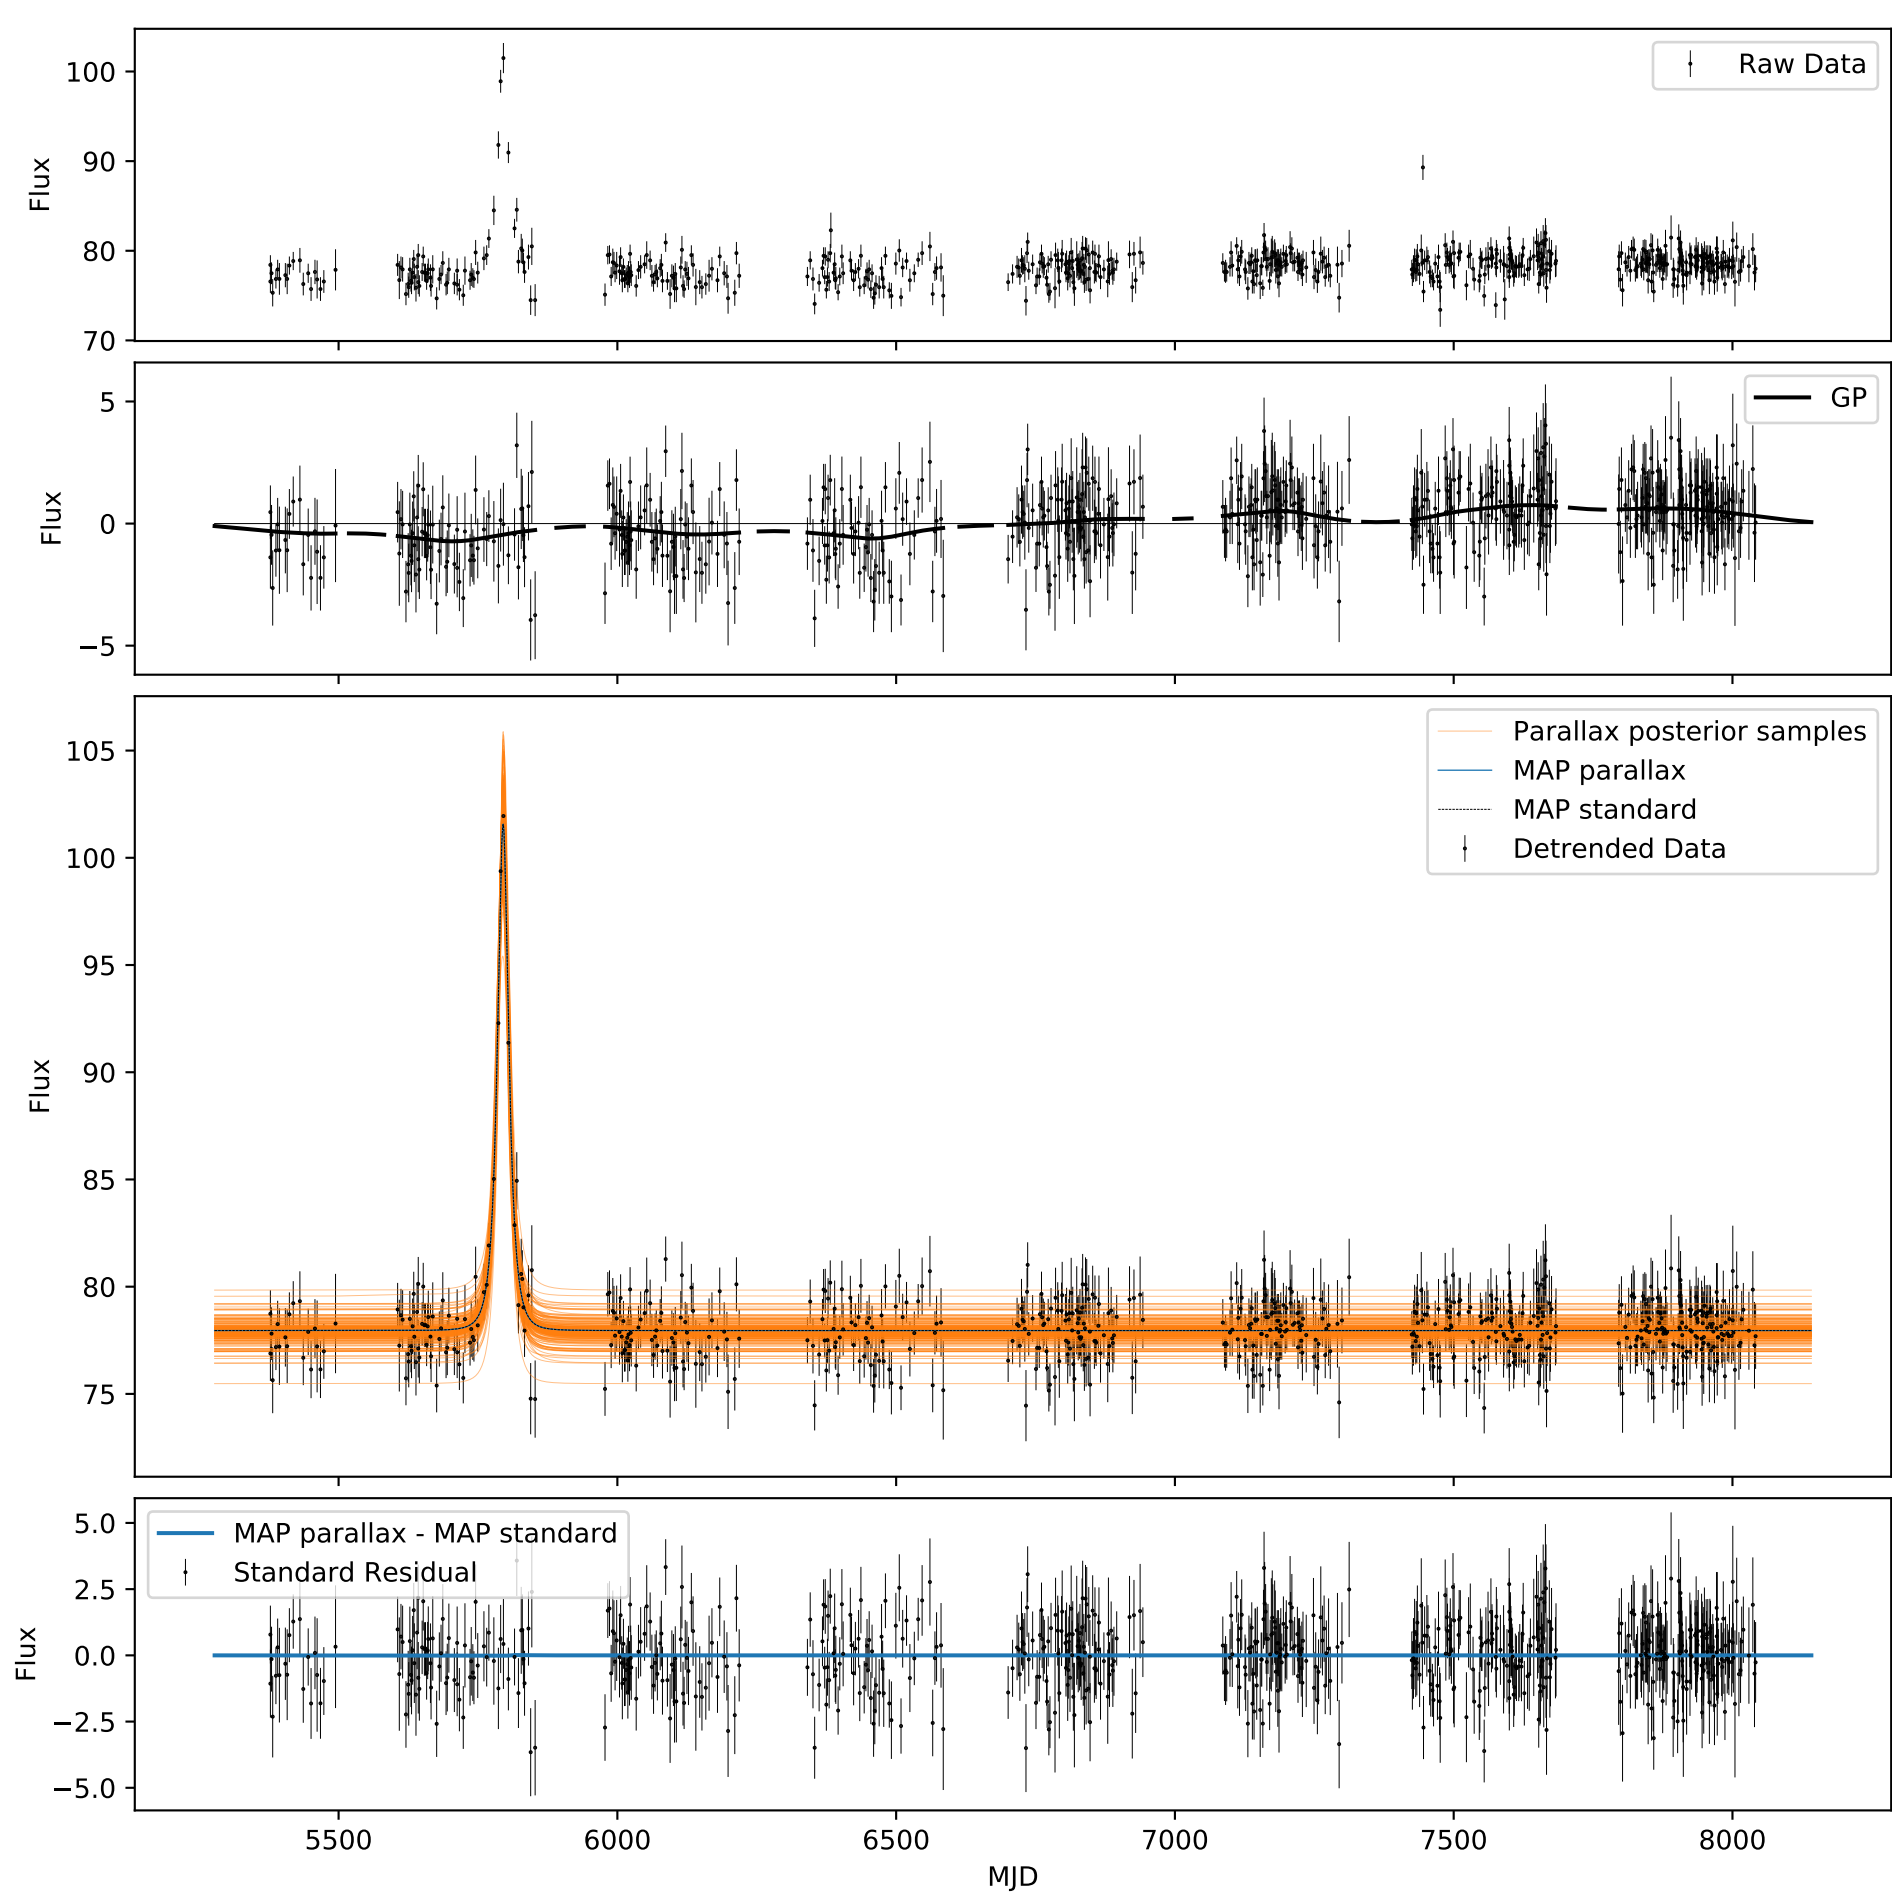 Flux
100
90
80
70
Raw Data
Flux
5
0
−5
GP
Flux
105
100
95
90
85
80
75
Parallax posterior samples
MAP parallax
MAP standard
Detrended Data
Flux
5.0
2.5
0.0
−2.5
−5.0
MAP parallax - MAP standard
Standard Residual
5500 6000 6500 7000 7500 8000
MJD